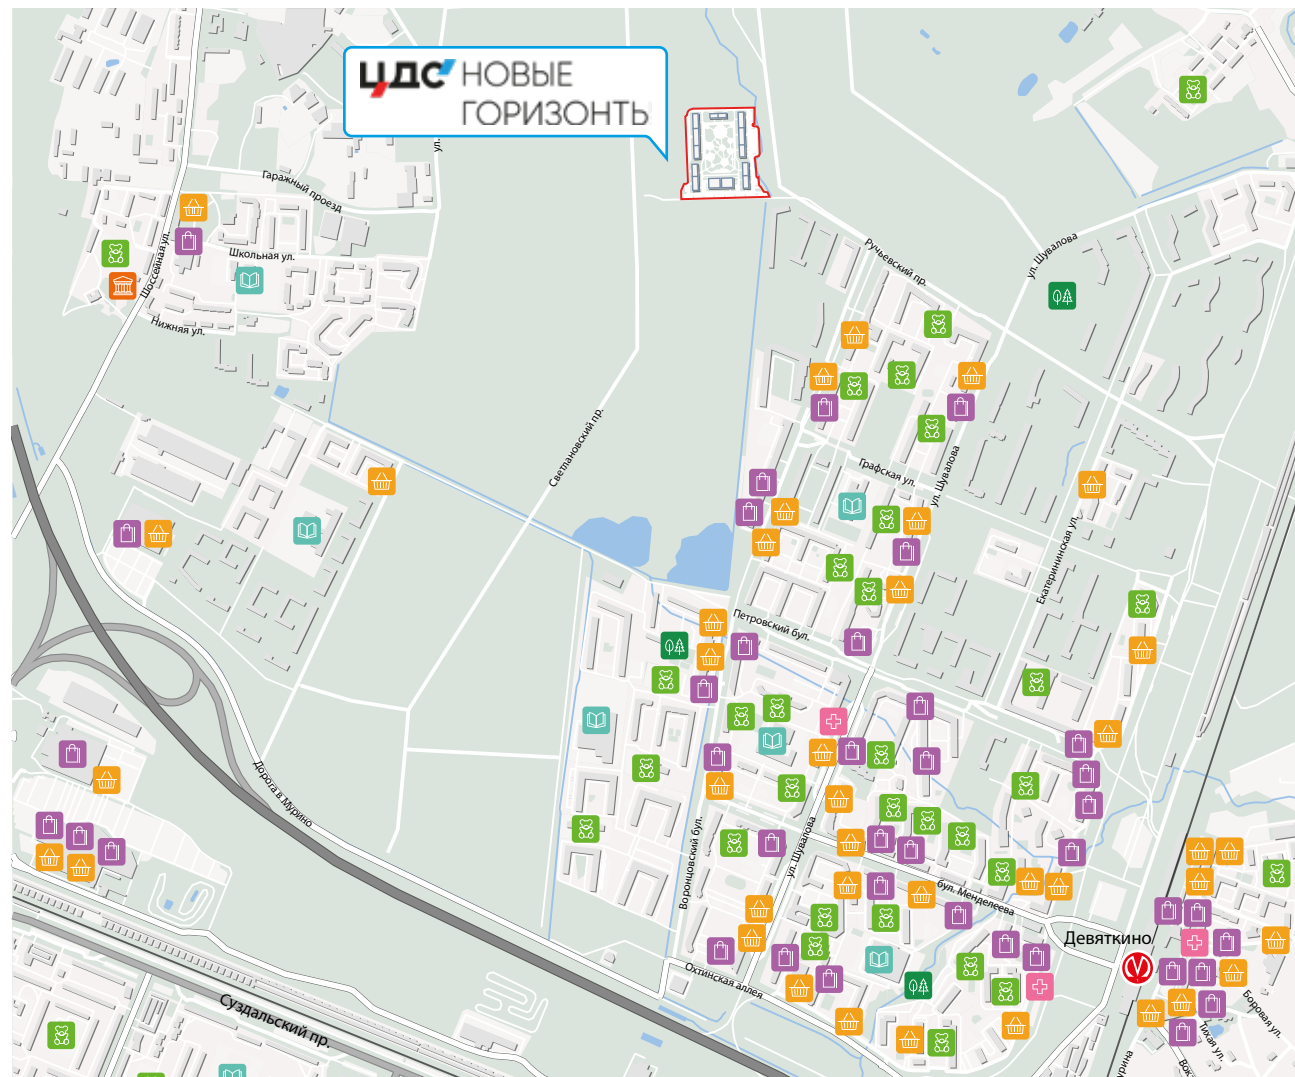 ЦДС НОВЫЕ
ГОРИЗОНТЫ
ул.
Гаражный проезд
Школьная ул.
Шоссейная ул.
Нижняя ул.
Ручьевский пр.
ул. Шувалова
Светлановский пр.
Графская ул.
ул. Шувалова
Екатерининская ул.
Петровский бул.
Дорога в Мурино
Воронцовский бул.
ул. Шувалова
бул. Менделеева
Девяткино
Охтинская аллея
Суздальский пр.
Боровая ул.
Тихая ул.